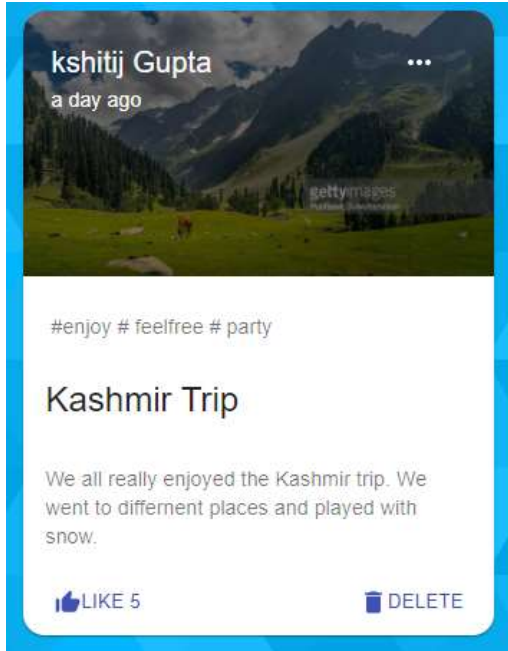 kshitij Gupta
a day ago
gettyimages
#enjoy # feelfree # party
Kashmir Trip
We all really enjoyed the Kashmir trip. We
went to differnent places and played with
snow.
LIKE 5
DELETE